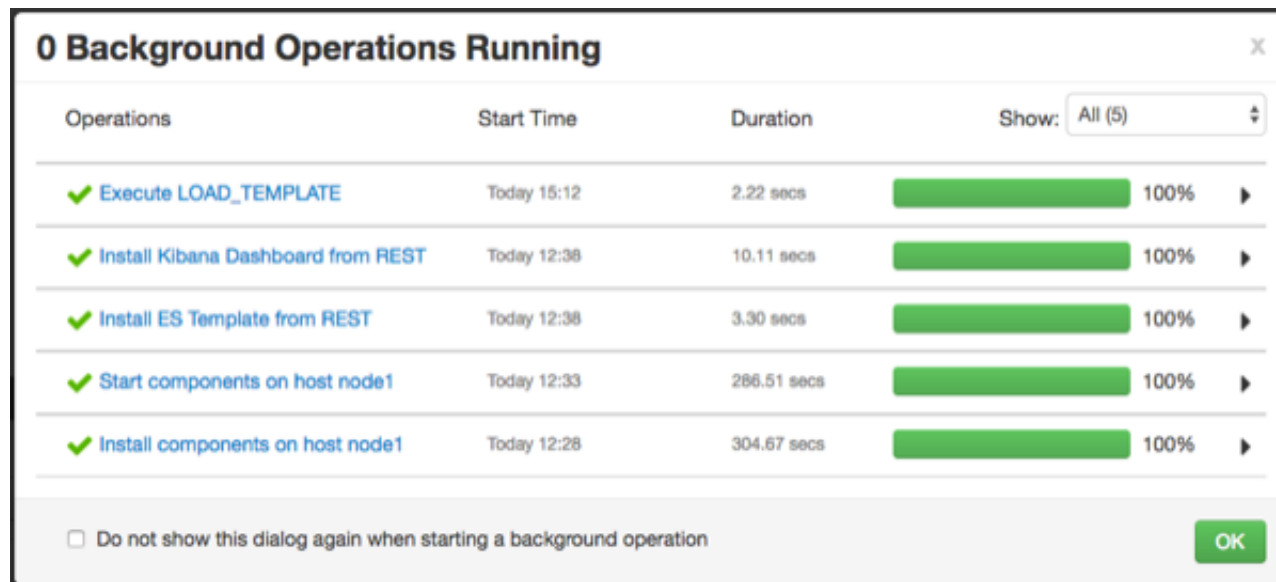 0 Background Operations Running
x
Operations Start Time Duration Show: All (5)
Execute LOAD_TEMPLATE Today 15:12 2.22 secs 100%
Install Kibana Dashboard from REST Today 12:38 10.11 secs 100%
Install ES Template from REST Today 12:38 3.30 secs 100%
Start components on host node1 Today 12:33 286.51 secs 100%
Install components on host node1 Today 12:28 304.67 secs 100%
Do not show this dialog again when starting a background operation
OK